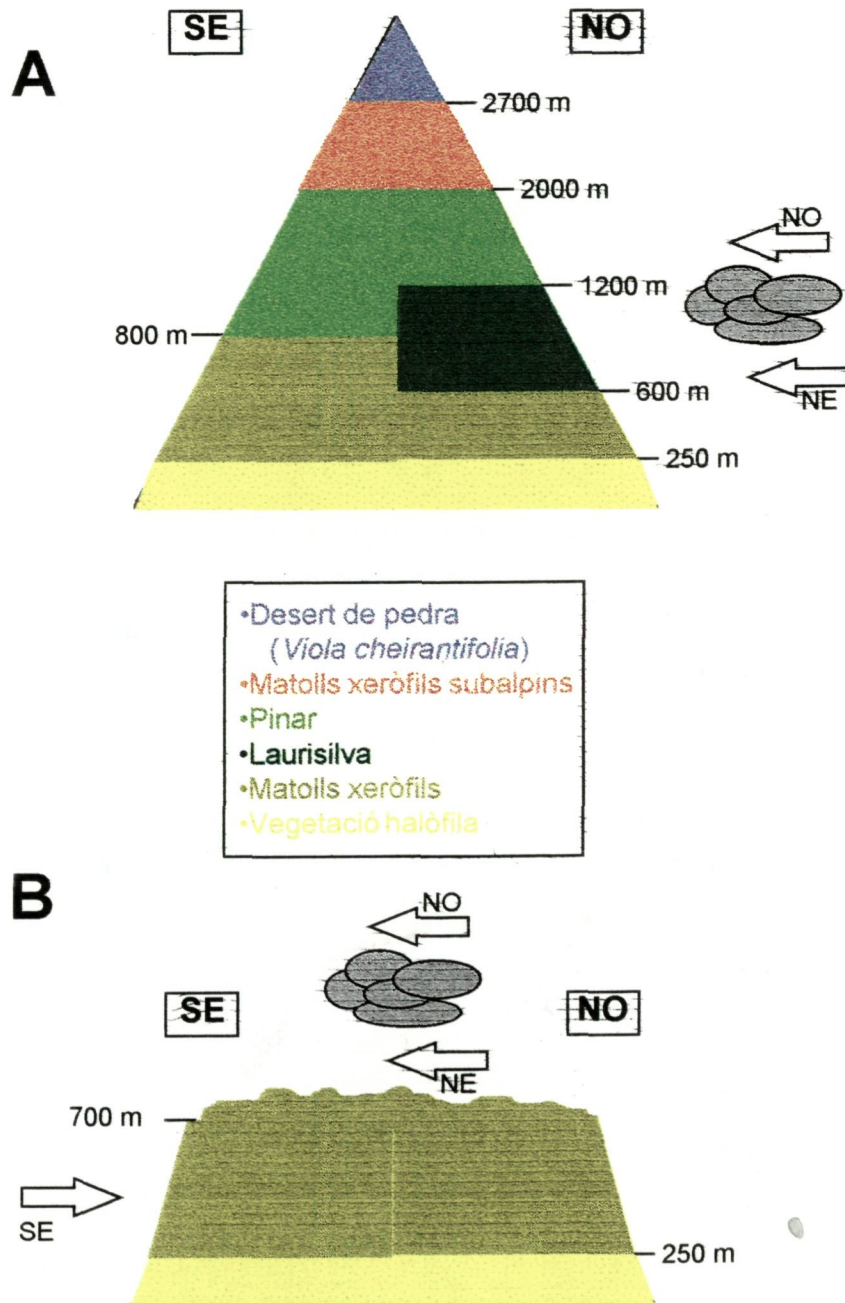 SE
NO
A
2700 m
2000 m
NO
1200 m
800 m
600 m
NE
250 m
•Desert de pedra
(Viola cheirantifolia)
•Matolls xeròfils subalpins
•Pinar
•Laurisilva
•Matolls xeròfils
•Vegetació halòfila
B
NO
SE
NO
NE
700 m
SE
250 m